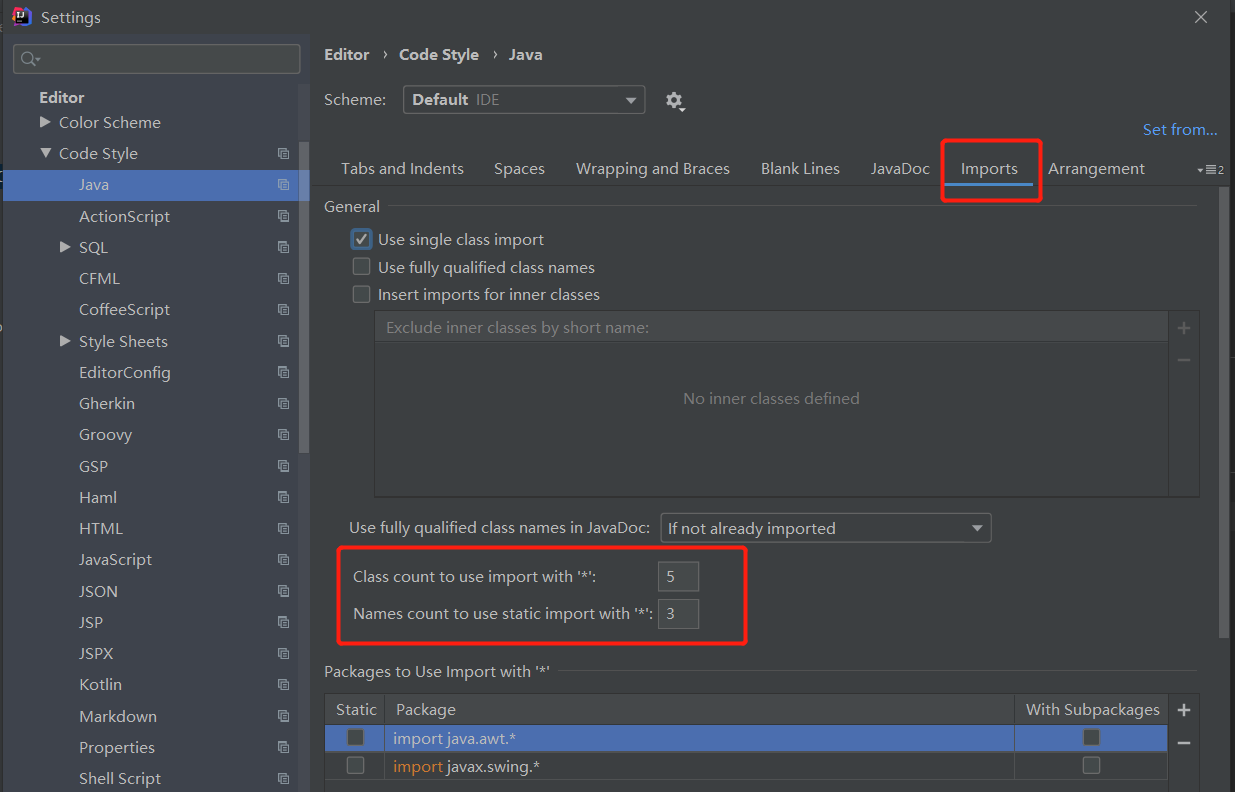 Settings
Editor
Color Scheme
Code Style
Java
ActionScript
SQL
CFML
CoffeeScript
Style Sheets
EditorConfig
Gherkin
Groovy
GSP
Haml
HTML
JavaScript
JSON
JSP
JSPX
Kotlin
Markdown
Properties
Shell Script
Editor › Code Style › Java
Scheme: Default IDE
Set from...
Tabs and Indents Spaces Wrapping and Braces Blank Lines JavaDoc Imports Arrangement 2
General
Use single class import
Use fully qualified class names
Insert imports for inner classes
Exclude inner classes by short name:
No inner classes defined
Use fully qualified class names in JavaDoc: If not already imported
Class count to use import with '*': 5
Names count to use static import with '*': 3
Packages to Use Import with '*'
Static Package With Subpackages
import java.awt.*
import javax.swing.*